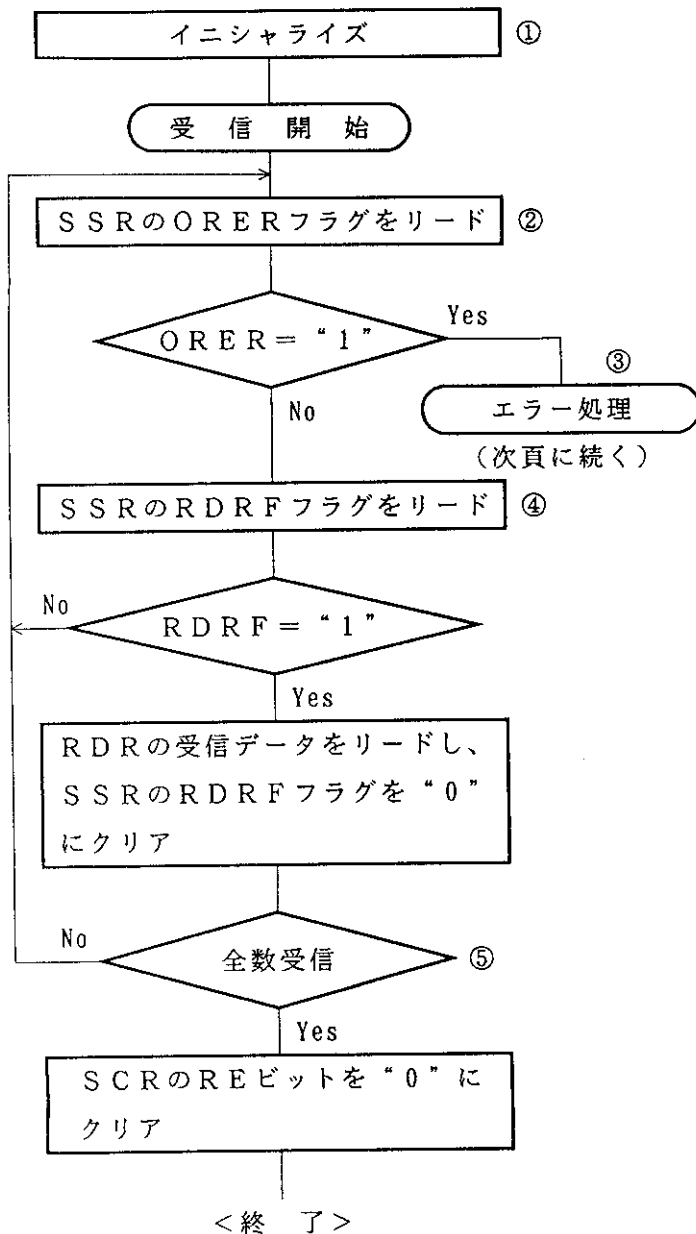 イニシャライズ ①
受信開始
SSRのORERフラグをリード ②
ORER=“1”
Yes
③
エラー処理
(次頁に続く)
No
SSRのRDRFフラグをリード ④
No
RDRF=“1”
Yes
RDRの受信データをリードし、
SSRのRDRFフラグを“0”
にクリア
No
全数受信 ⑤
Yes
SCRのREビットを“0”に
クリア
<終 了>